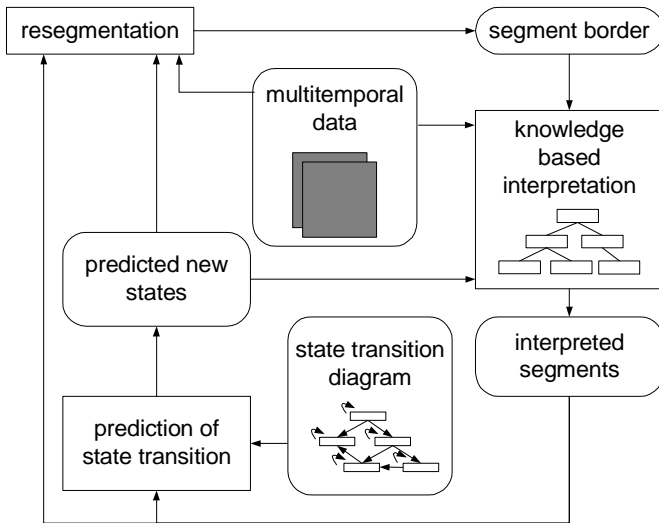 resegmentation
segment border
multitemporal
data
knowledge
based
interpretation
predicted new
states
state transition
diagram
interpreted
segments
prediction of
state transition